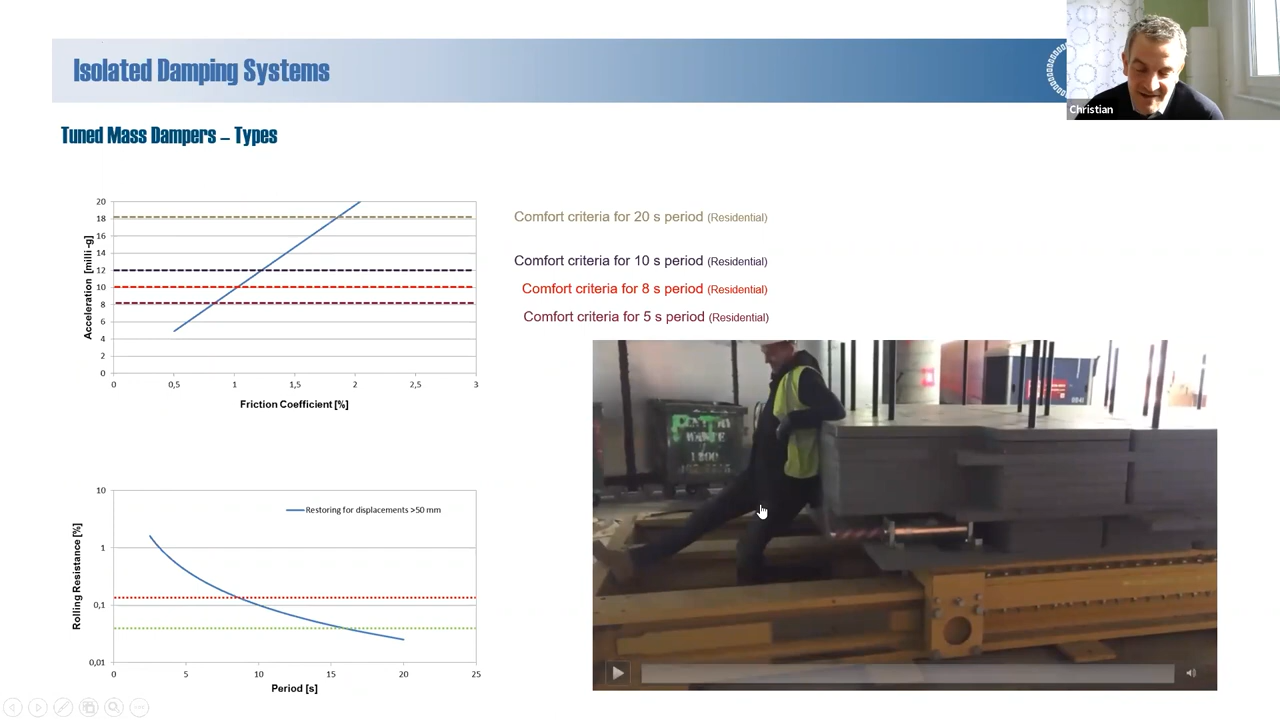 Isolated Damping Systems
Christian
Tuned Mass Dampers – Types
20
18
16
14
12
10
8
6
4
2
0
Acceleration [milli -g]
0
0,5
1
1,5
2
2,5
3
Friction Coefficient [%]
Comfort criteria for 20 s period (Residential)
Comfort criteria for 10 s period (Residential)
Comfort criteria for 8 s period (Residential)
Comfort criteria for 5 s period (Residential)
WASTE
10
1
0,1
0,01
Rolling Resistance [%]
Restoring for displacements >50 mm
0
5
10
15
20
25
Period [s]